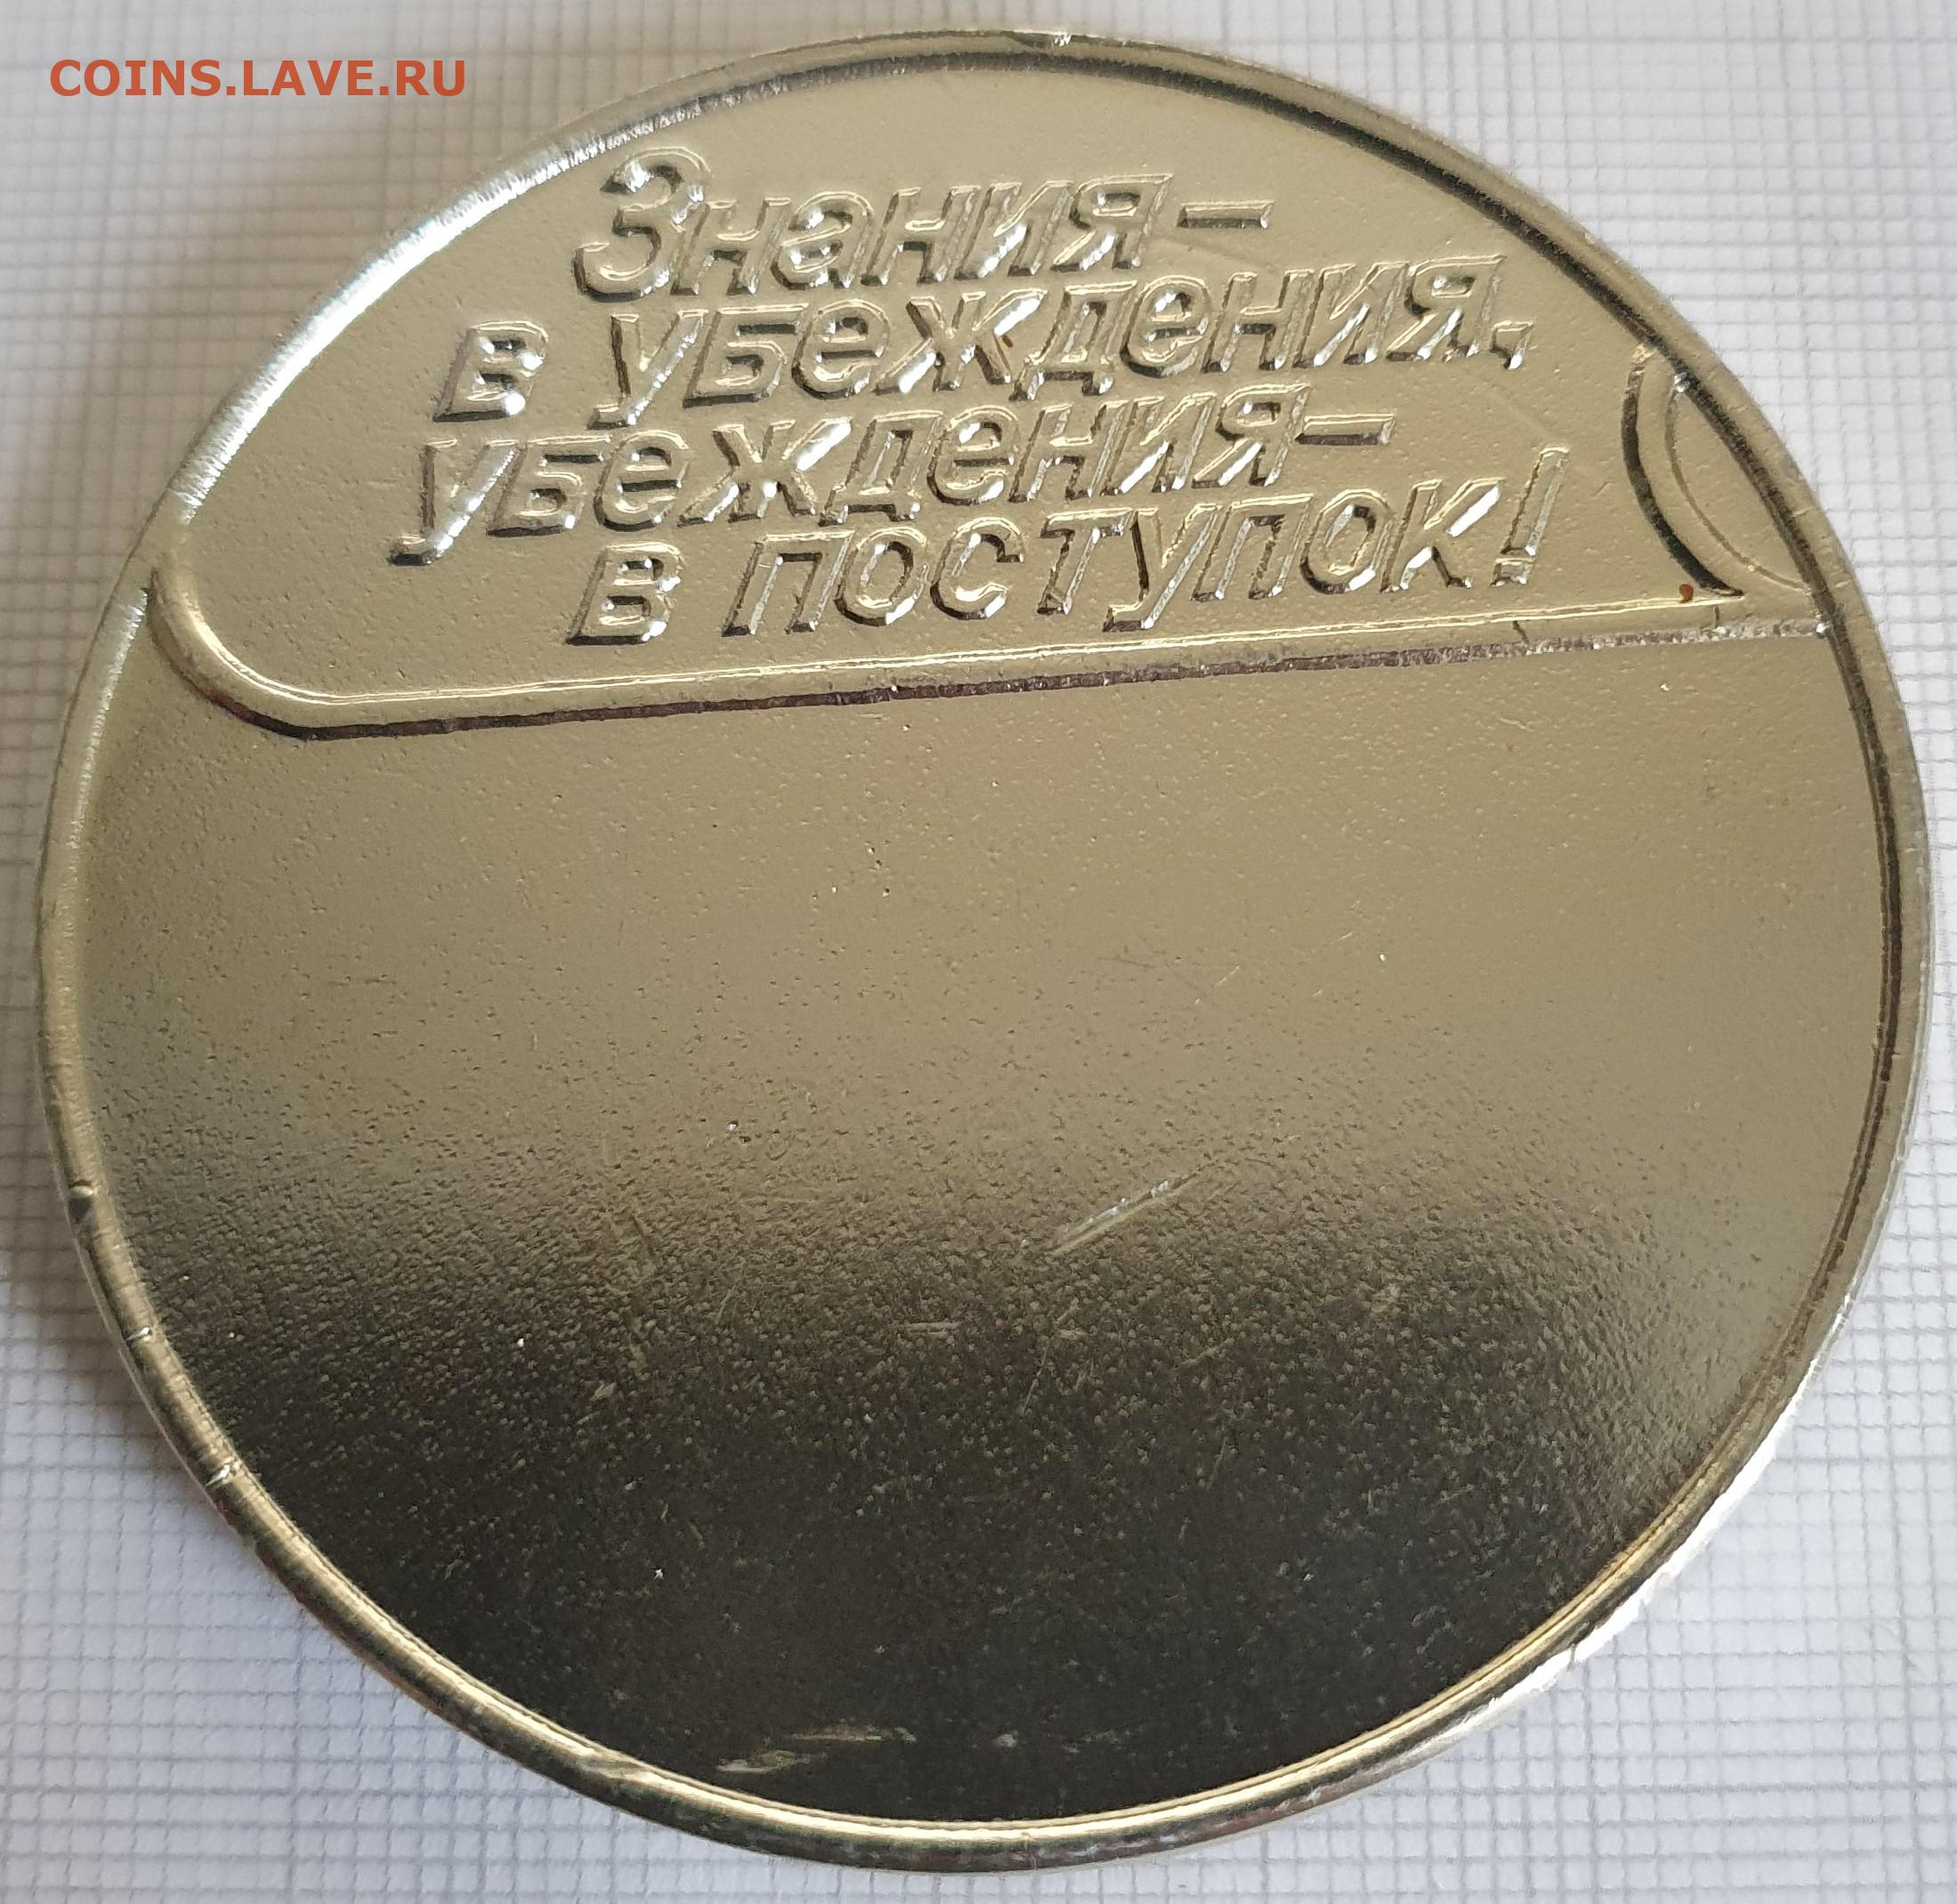 COINS.LAVE.RU
Знания –
в убеждения,
убеждения –
в поступок!